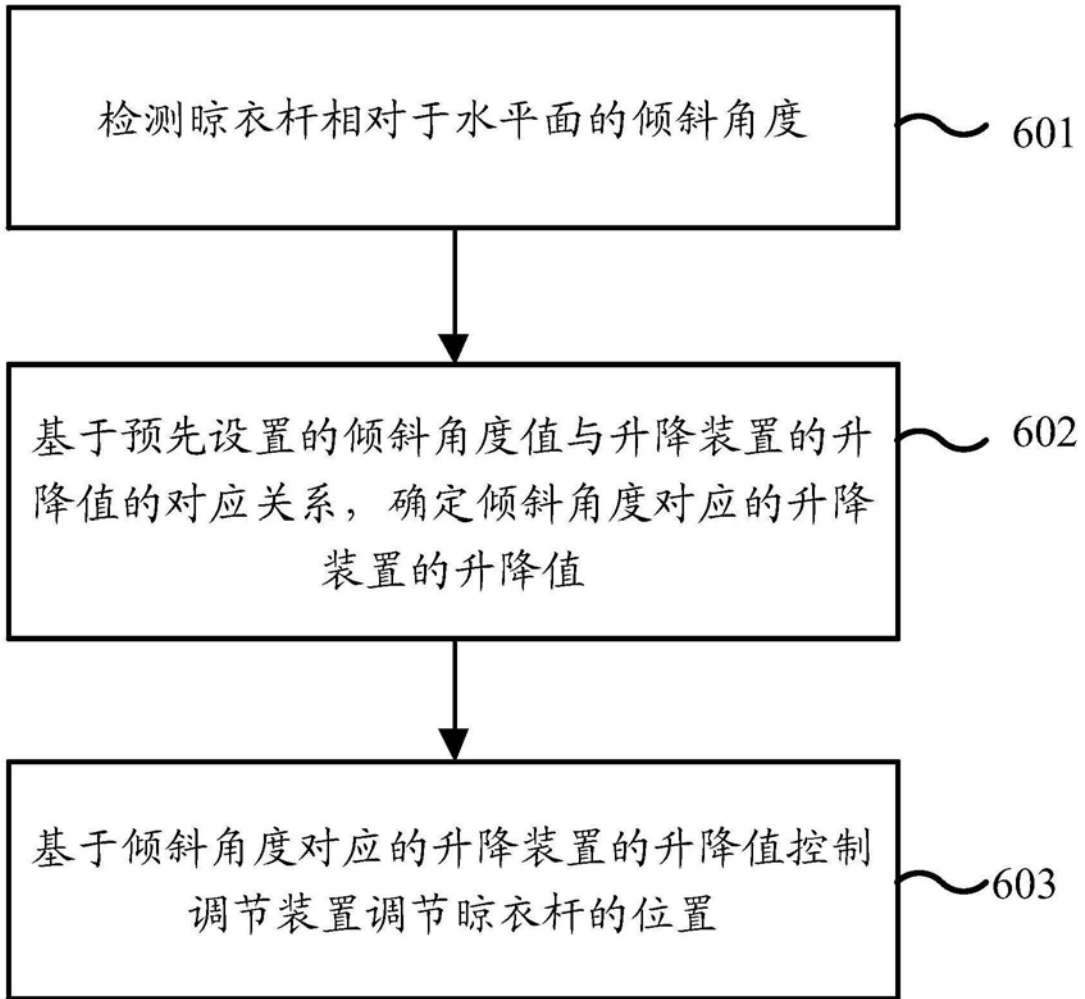 检测晾衣杆相对于水平面的倾斜角度
601
基于预先设置的倾斜角度值与升降装置的升
降值的对应关系，确定倾斜角度对应的升降
装置的升降值
602
基于倾斜角度对应的升降装置的升降值控制
调节装置调节晾衣杆的位置
603